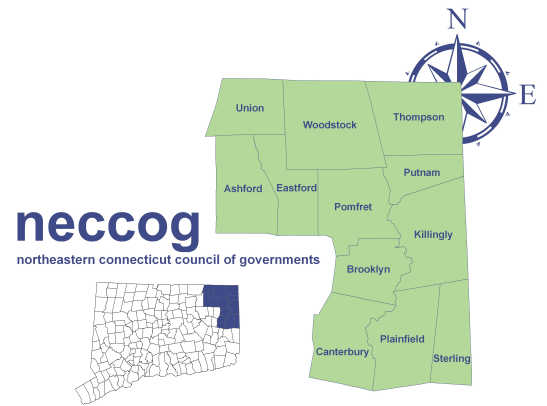 N
E
Union
Woodstock
Thompson
Putnam
Ashford
Eastford
Pomfret
Killingly
neccog
northeastern connecticut council of governments
Brooklyn
Canterbury
Plainfield
Sterling